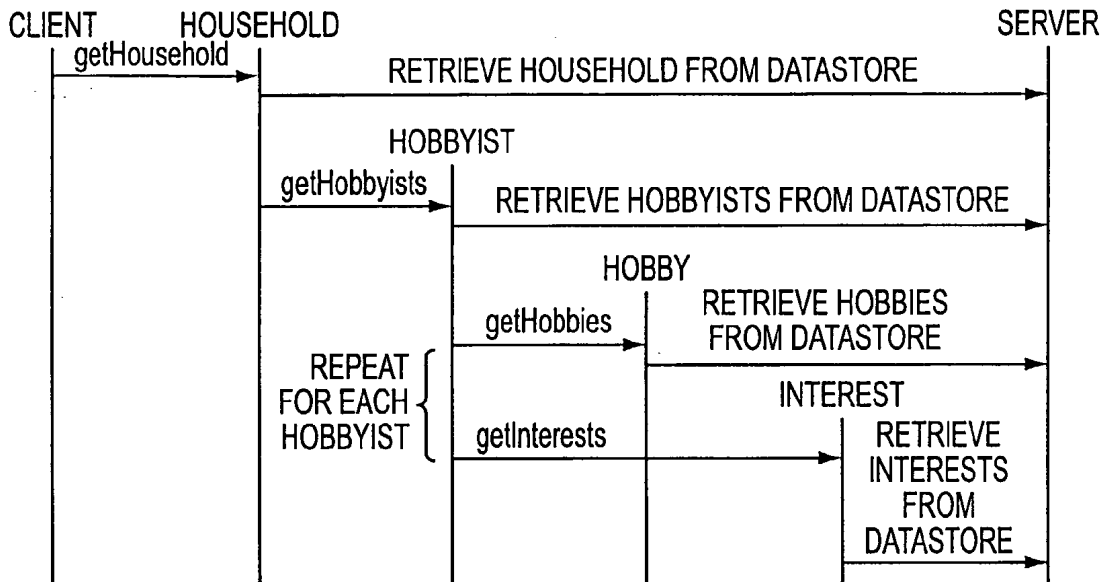 CLIENT HOUSEHOLD SERVER
getHousehold
RETRIEVE HOUSEHOLD FROM DATASTORE
HOBBYIST
getHobbyists
RETRIEVE HOBBYISTS FROM DATASTORE
HOBBY
getHobbies
RETRIEVE HOBBIES
FROM DATASTORE
REPEAT
FOR EACH
HOBBYIST
INTEREST
getInterests
RETRIEVE
INTERESTS
FROM
DATASTORE